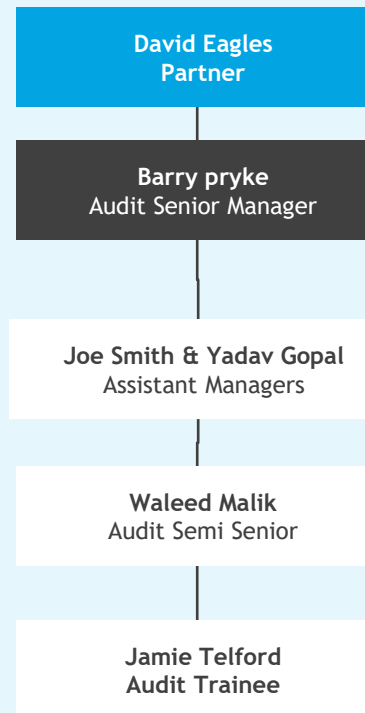 David Eagles
Partner
Barry pryke
Audit Senior Manager
Joe Smith & Yadav Gopal
Assistant Managers
Waleed Malik
Audit Semi Senior
Jamie Telford
Audit Trainee